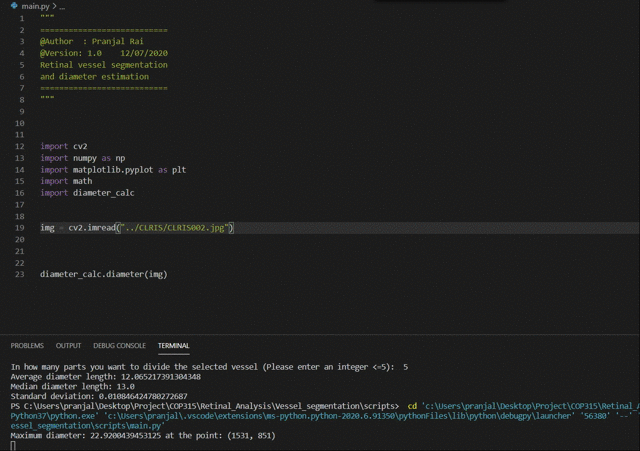 main.py > ...
1 """
2 ===========================
3 @Author : Pranjal Rai
4 @Version: 1.0 12/07/2020
5 Retinal vessel segmentation
6 and diameter estimation
7 ===========================
8 """
9
10
11
12 import cv2
13 import numpy as np
14 import matplotlib.pyplot as plt
15 import math
16 import diameter_calc
17
18
19 img = cv2.imread("../CLRIS/CLRIS002.jpg")
20
21
22
23 diameter_calc.diameter(img)
PROBLEMS OUTPUT DEBUG CONSOLE TERMINAL
In how many parts you want to divide the selected vessel (Please enter an integer <=5): 5
Average diameter length: 12.065217391304348
Median diameter length: 13.0
Standard deviation: 0.010846424780272687
PS C:\Users\pranjal\Desktop\Project\COP315\Retinal_Analysis\Vessel_segmentation\scripts> cd 'c:\Users\pranjal\Desktop\Project\COP315\Retinal_A
Python37\python.exe' 'c:\Users\pranjal\.vscode\extensions\ms-python.python-2020.6.91350\pythonFiles\lib\python\debugpy\launcher' '56380' '--' '
essel_segmentation\scripts\main.py'
Maximum diameter: 22.9200439453125 at the point: (1531, 851)